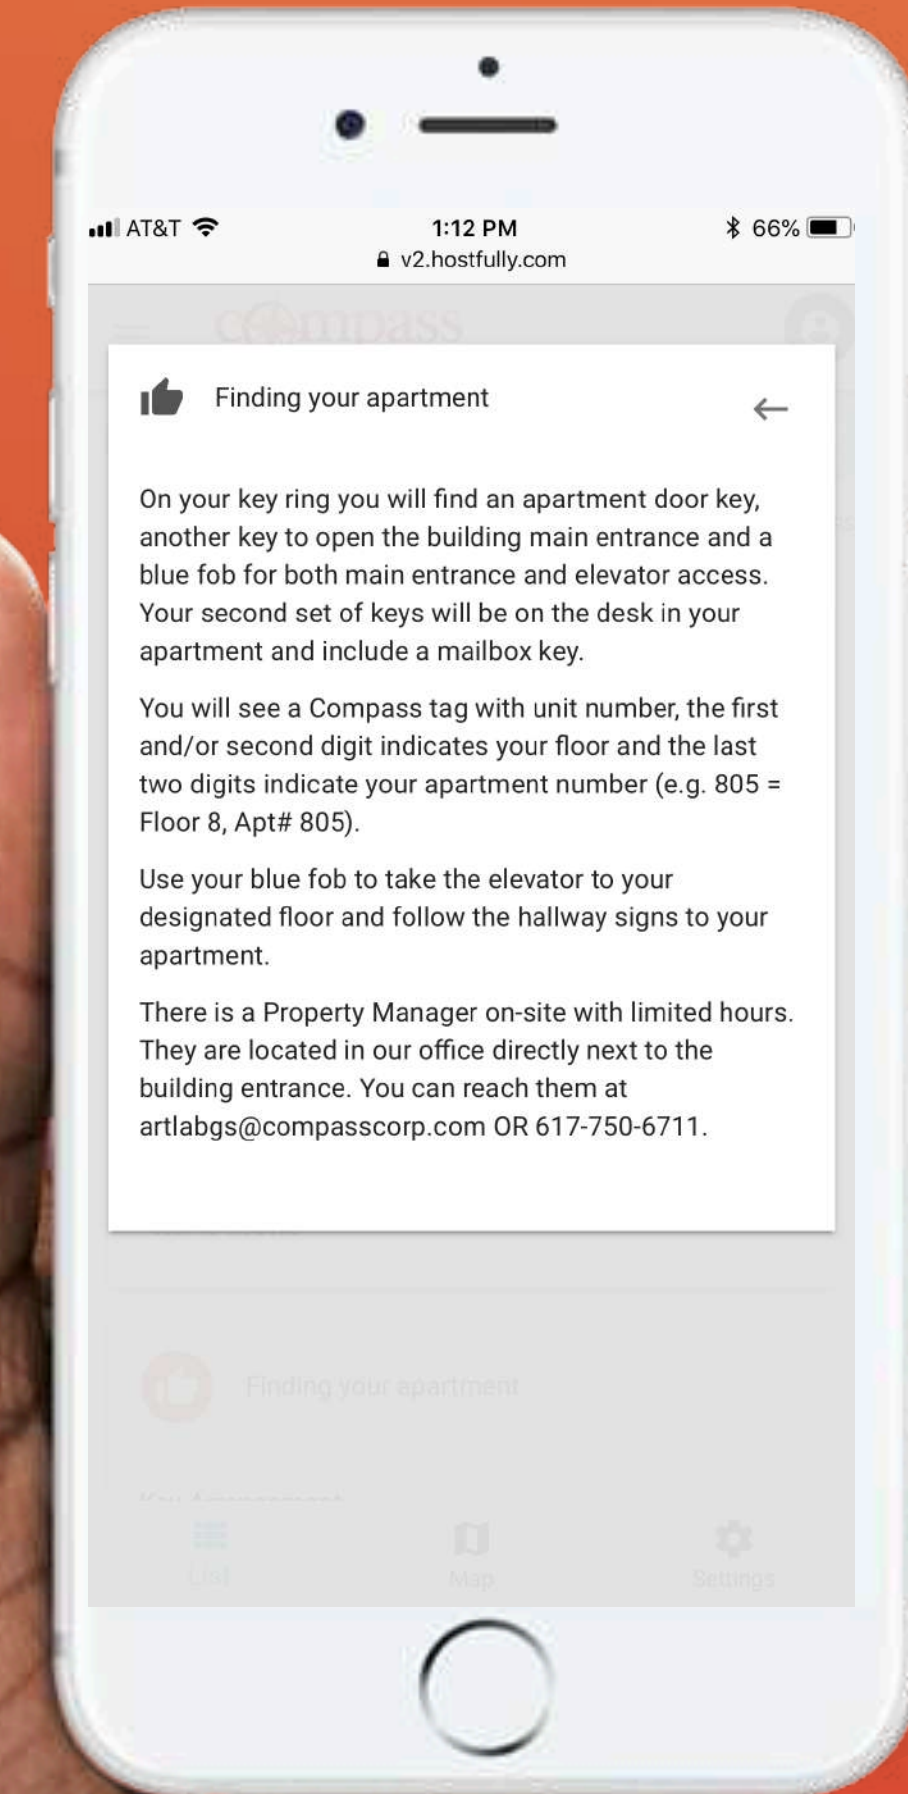 AT&T 1:12 PM 66%
v2.hostfully.com
compass
Finding your apartment
On your key ring you will find an apartment door key,
another key to open the building main entrance and a
blue fob for both main entrance and elevator access.
Your second set of keys will be on the desk in your
apartment and include a mailbox key.
You will see a Compass tag with unit number, the first
and/or second digit indicates your floor and the last
two digits indicate your apartment number (e.g. 805 =
Floor 8, Apt# 805).
Use your blue fob to take the elevator to your
designated floor and follow the hallway signs to your
apartment.
There is a Property Manager on-site with limited hours.
They are located in our office directly next to the
building entrance. You can reach them at
artlabgs@compasscorp.com OR 617-750-6711.
Finding your apartment
List Map Settings